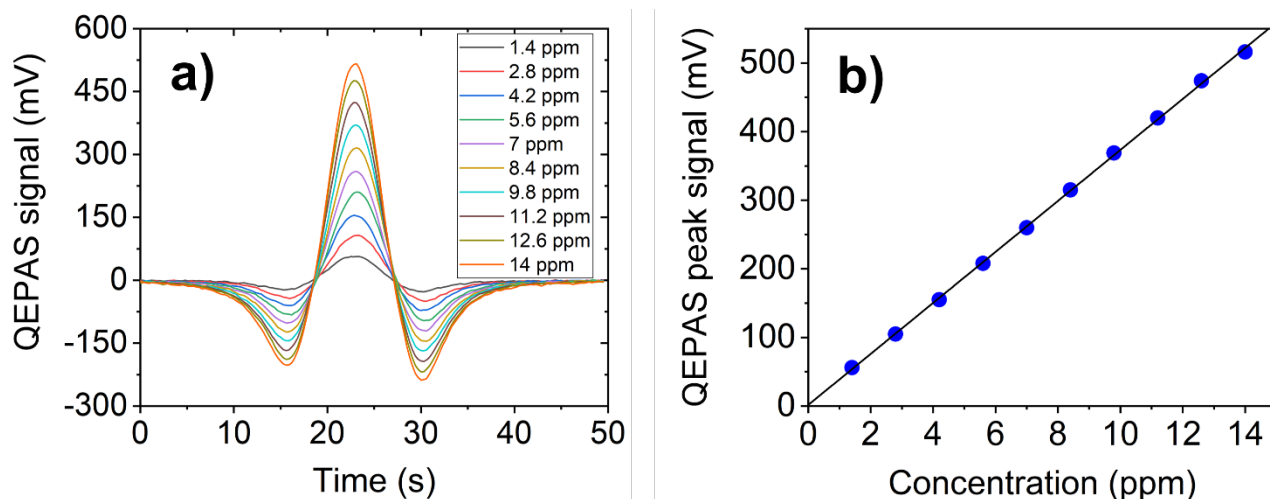 a)
QEPAS signal (mV)
600
450
300
150
0
-150
-300
1.4 ppm
2.8 ppm
4.2 ppm
5.6 ppm
7 ppm
8.4 ppm
9.8 ppm
11.2 ppm
12.6 ppm
14 ppm
0 10 20 30 40 50
Time (s)
b)
QEPAS peak signal (mV)
500
400
300
200
100
0
0 2 4 6 8 10 12 14
Concentration (ppm)